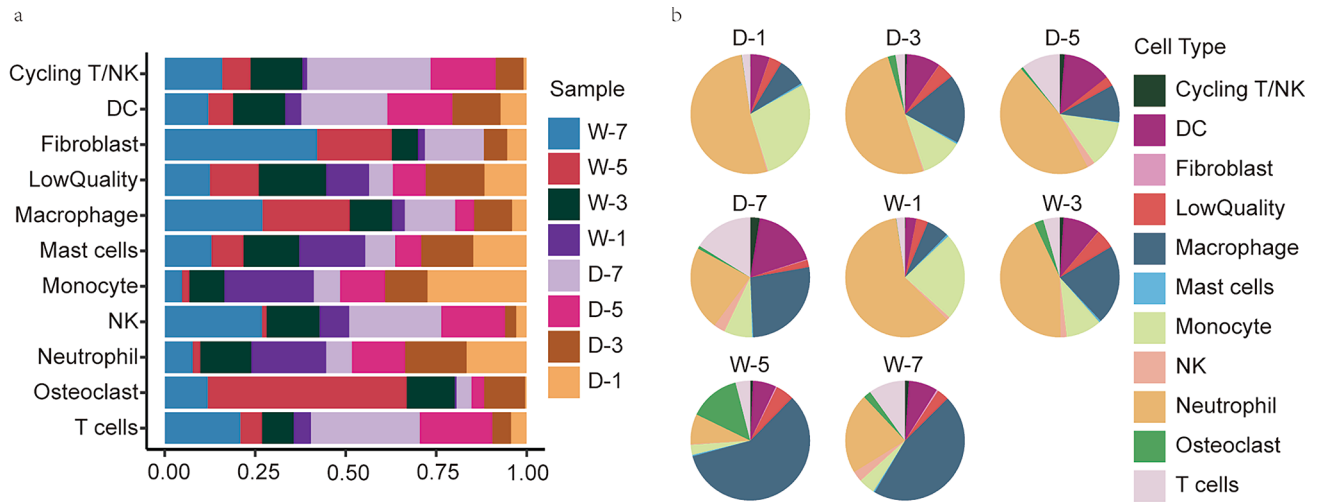 a
Cycling T/NK
DC
Fibroblast
LowQuality
Macrophage
Mast cells
Monocyte
NK
Neutrophil
Osteoclast
T cells
0.00 0.25 0.50 0.75 1.00
Sample
W-7
W-5
W-3
W-1
D-7
D-5
D-3
D-1
b
D-1 D-3 D-5
D-7 W-1 W-3
W-5 W-7
Cell Type
Cycling T/NK
DC
Fibroblast
LowQuality
Macrophage
Mast cells
Monocyte
NK
Neutrophil
Osteoclast
T cells